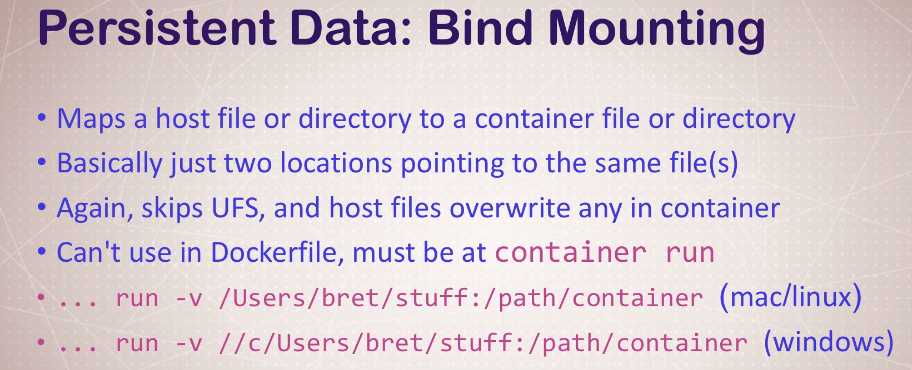 Persistent Data: Bind Mounting
• Maps a host file or directory to a container file or directory
• Basically just two locations pointing to the same file(s)
• Again, skips UFS, and host files overwrite any in container
• Can't use in Dockerfile, must be at container run
• ... run -v /Users/bret/stuff:/path/container (mac/linux)
• ... run -v //c/Users/bret/stuff:/path/container (windows)